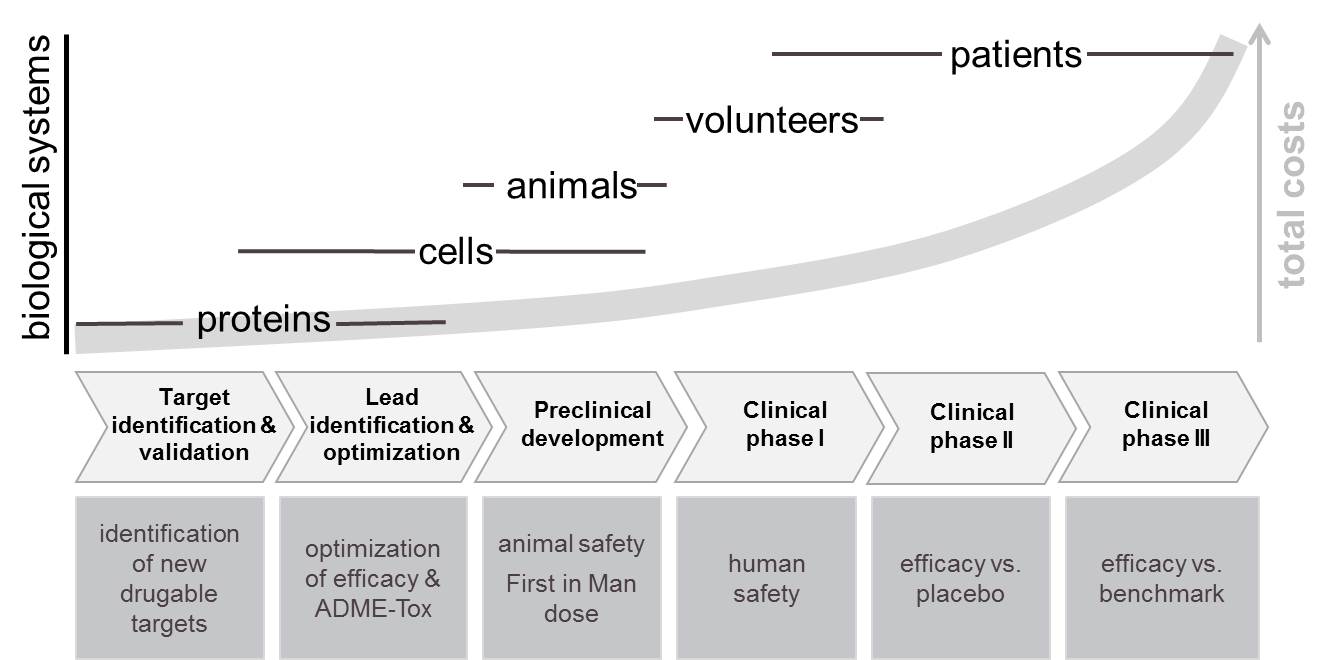 biological systems
patients
volunteers
animals
cells
proteins
total costs
Target
identification &
validation
Lead
identification &
optimization
Preclinical
development
Clinical
phase I
Clinical
phase II
Clinical
phase III
identification
of new
drugable
targets
optimization
of efficacy &
ADME-Tox
animal safety
First in Man
dose
human
safety
efficacy vs.
placebo
efficacy vs.
benchmark